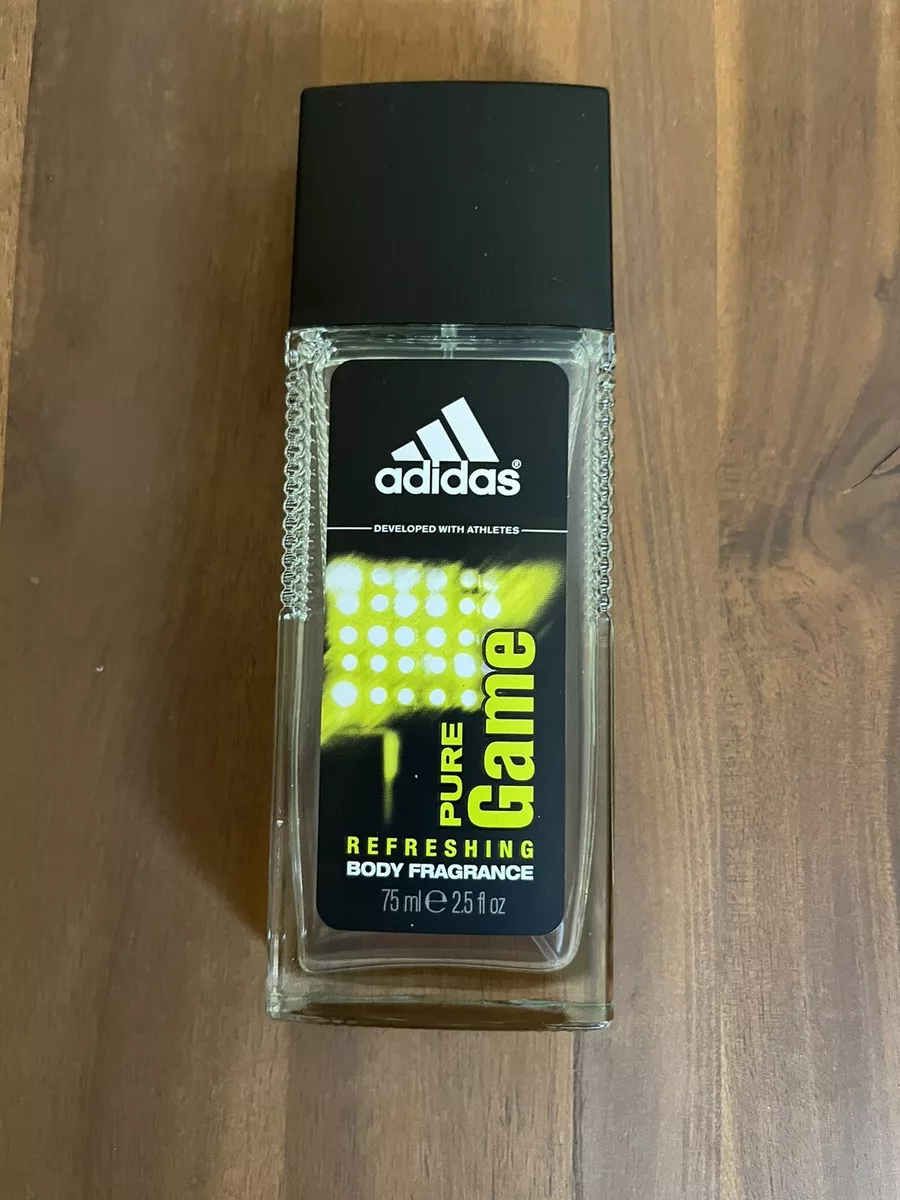 adidas®
DEVELOPED WITH ATHLETES
PURE
Game
REFRESHING
BODY FRAGRANCE
75 ml ℮ 2.5 fl oz